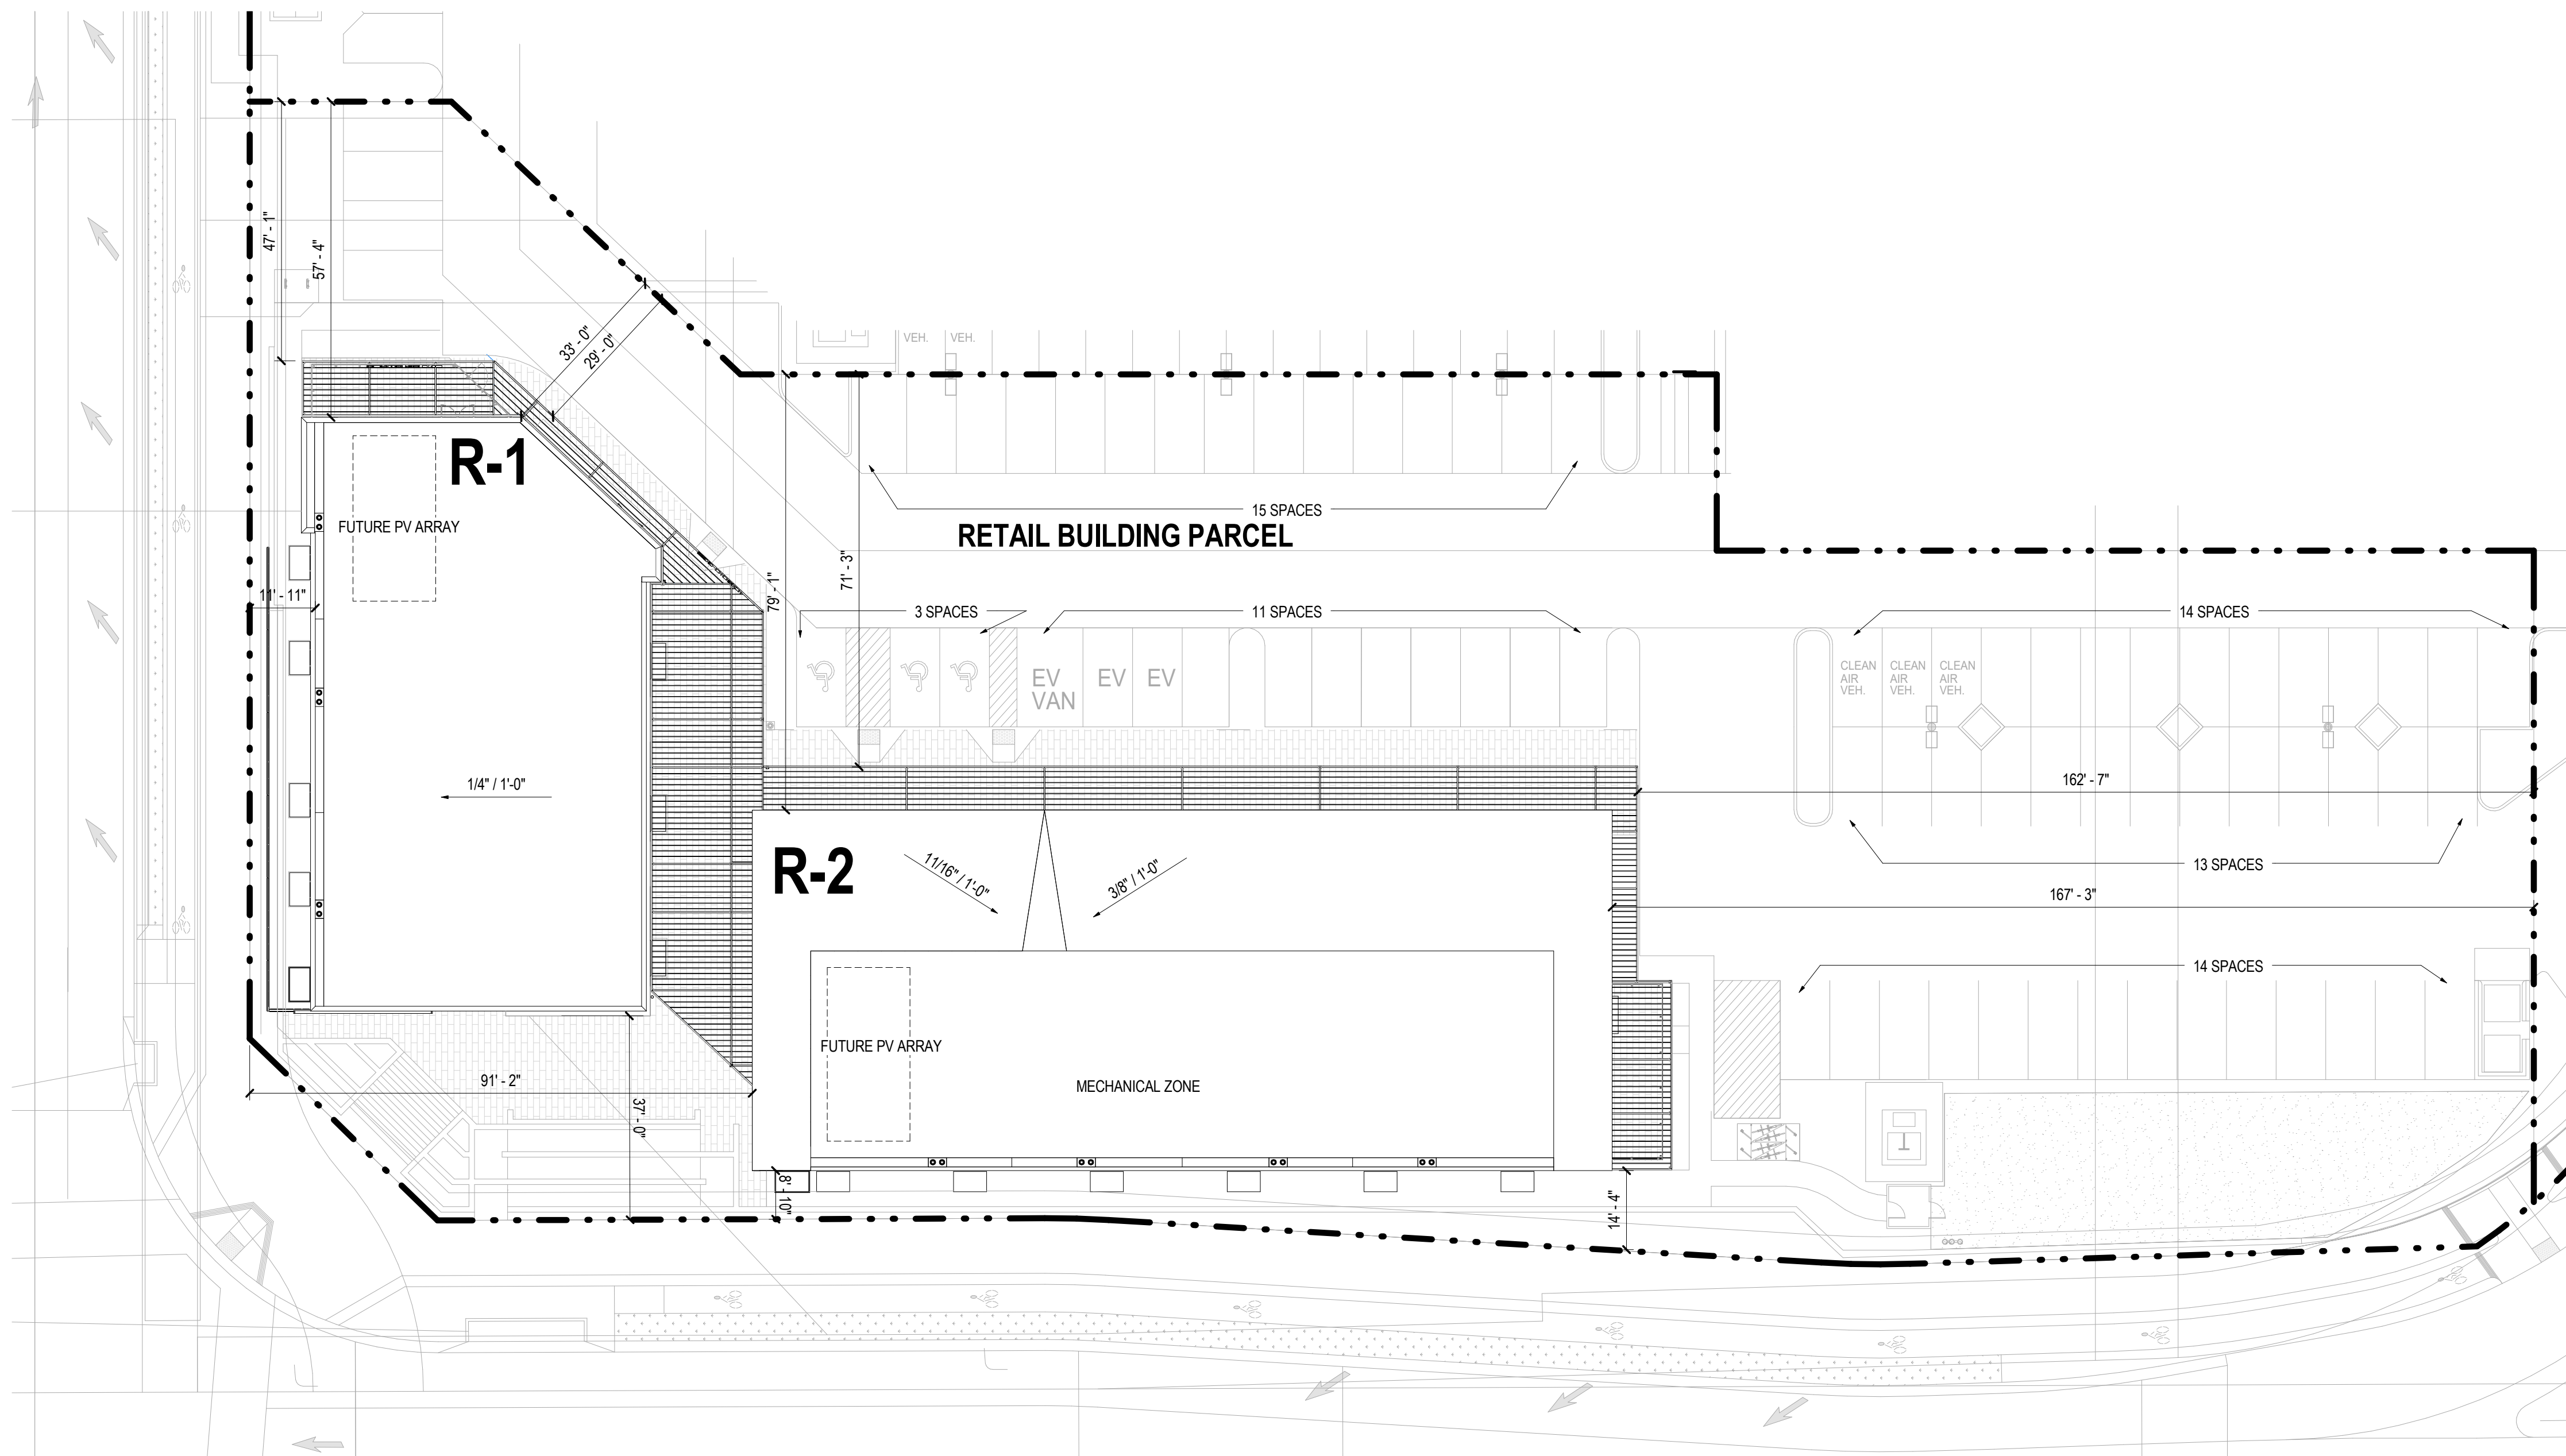 47' - 1"
57' - 4"
33' - 0"
29' - 0"
VEH.
VEH.
R-1
FUTURE PV ARRAY
15 SPACES
RETAIL BUILDING PARCEL
79' - 1"
71' - 3"
11' - 11"
3 SPACES
11 SPACES
14 SPACES
EV
VAN
EV
EV
CLEAN
AIR
VEH.
CLEAN
AIR
VEH.
CLEAN
AIR
VEH.
1/4" / 1'-0"
162' - 7"
R-2
11/16" / 1'-0"
3/8" / 1'-0"
13 SPACES
167' - 3"
14 SPACES
FUTURE PV ARRAY
MECHANICAL ZONE
91' - 2"
37' - 0"
8' - 10"
14' - 4"